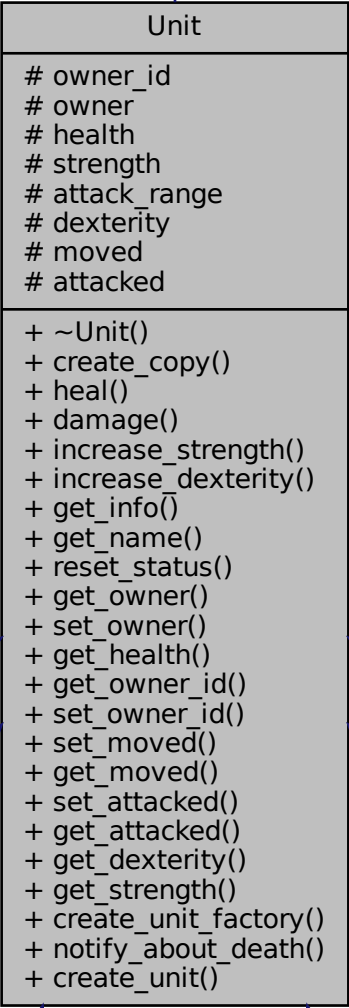 Unit
# owner_id
# owner
# health
# strength
# attack_range
# dexterity
# moved
# attacked
+ ~Unit()
+ create_copy()
+ heal()
+ damage()
+ increase_strength()
+ increase_dexterity()
+ get_info()
+ get_name()
+ reset_status()
+ get_owner()
+ set_owner()
+ get_health()
+ get_owner_id()
+ set_owner_id()
+ set_moved()
+ get_moved()
+ set_attacked()
+ get_attacked()
+ get_dexterity()
+ get_strength()
+ create_unit_factory()
+ notify_about_death()
+ create_unit()